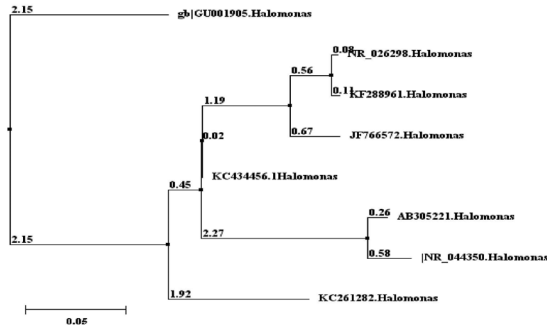 2.15
gb|GU001905.Halomonas
0.08
NR_026298.Halomonas
0.56
0.11
KF288961.Halomonas
1.19
0.67
JF766572.Halomonas
0.02
KC434456.1Halomonas
0.45
0.26
AB305221.Halomonas
2.27
2.15
0.58
|NR_044350.Halomonas
1.92
KC261282.Halomonas
0.05